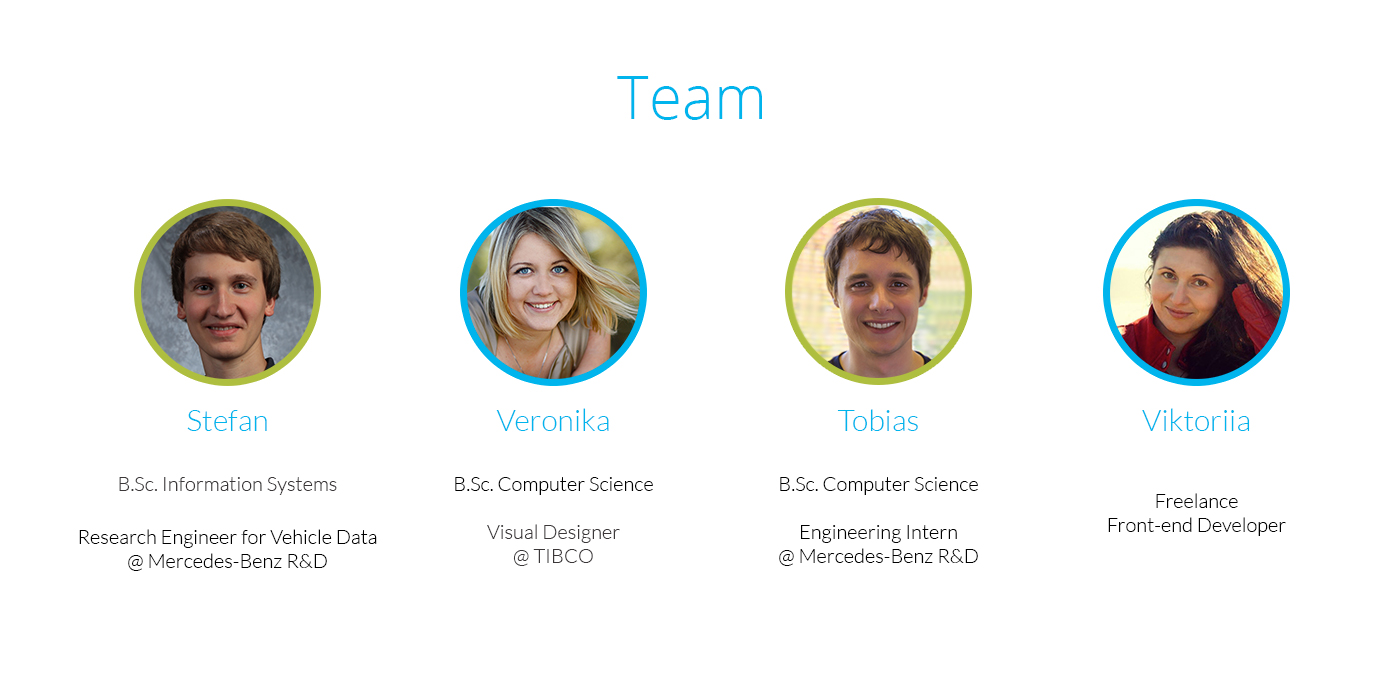 Team
Stefan
B.Sc. Information Systems
Research Engineer for Vehicle Data
@ Mercedes-Benz R&D
Veronika
B.Sc. Computer Science
Visual Designer
@ TIBCO
Tobias
B.Sc. Computer Science
Engineering Intern
@ Mercedes-Benz R&D
Viktoriia
Freelance
Front-end Developer